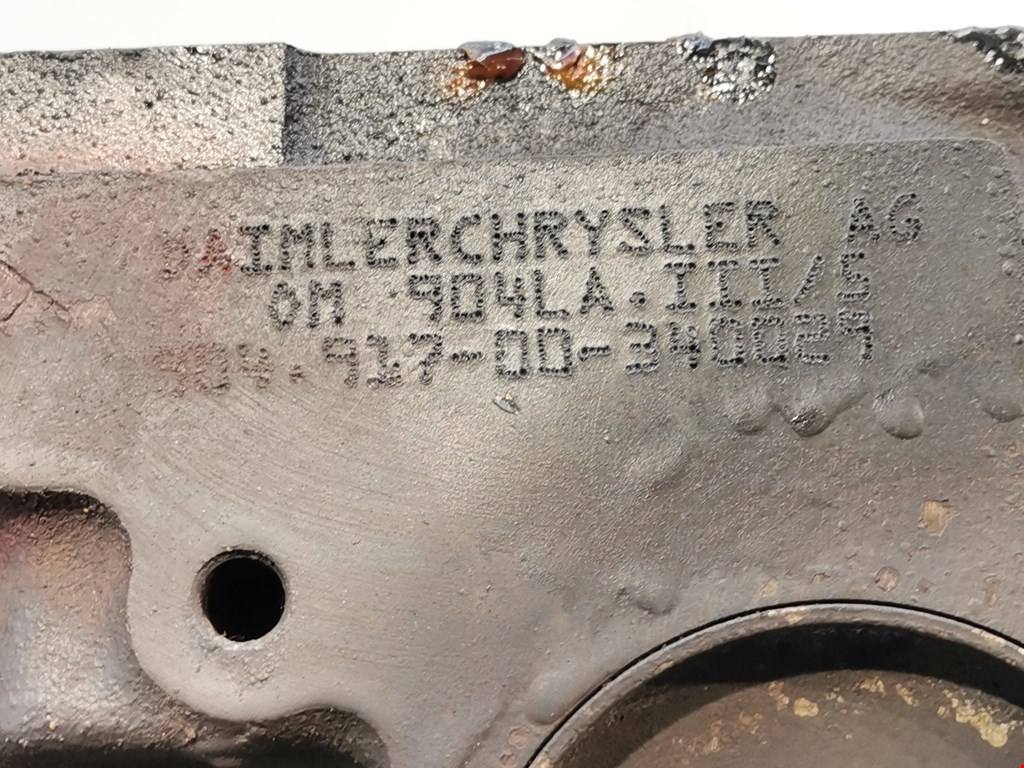 DAIMLERCHRYSLER AG
OM 904LA.III/5
904.917-00-340029